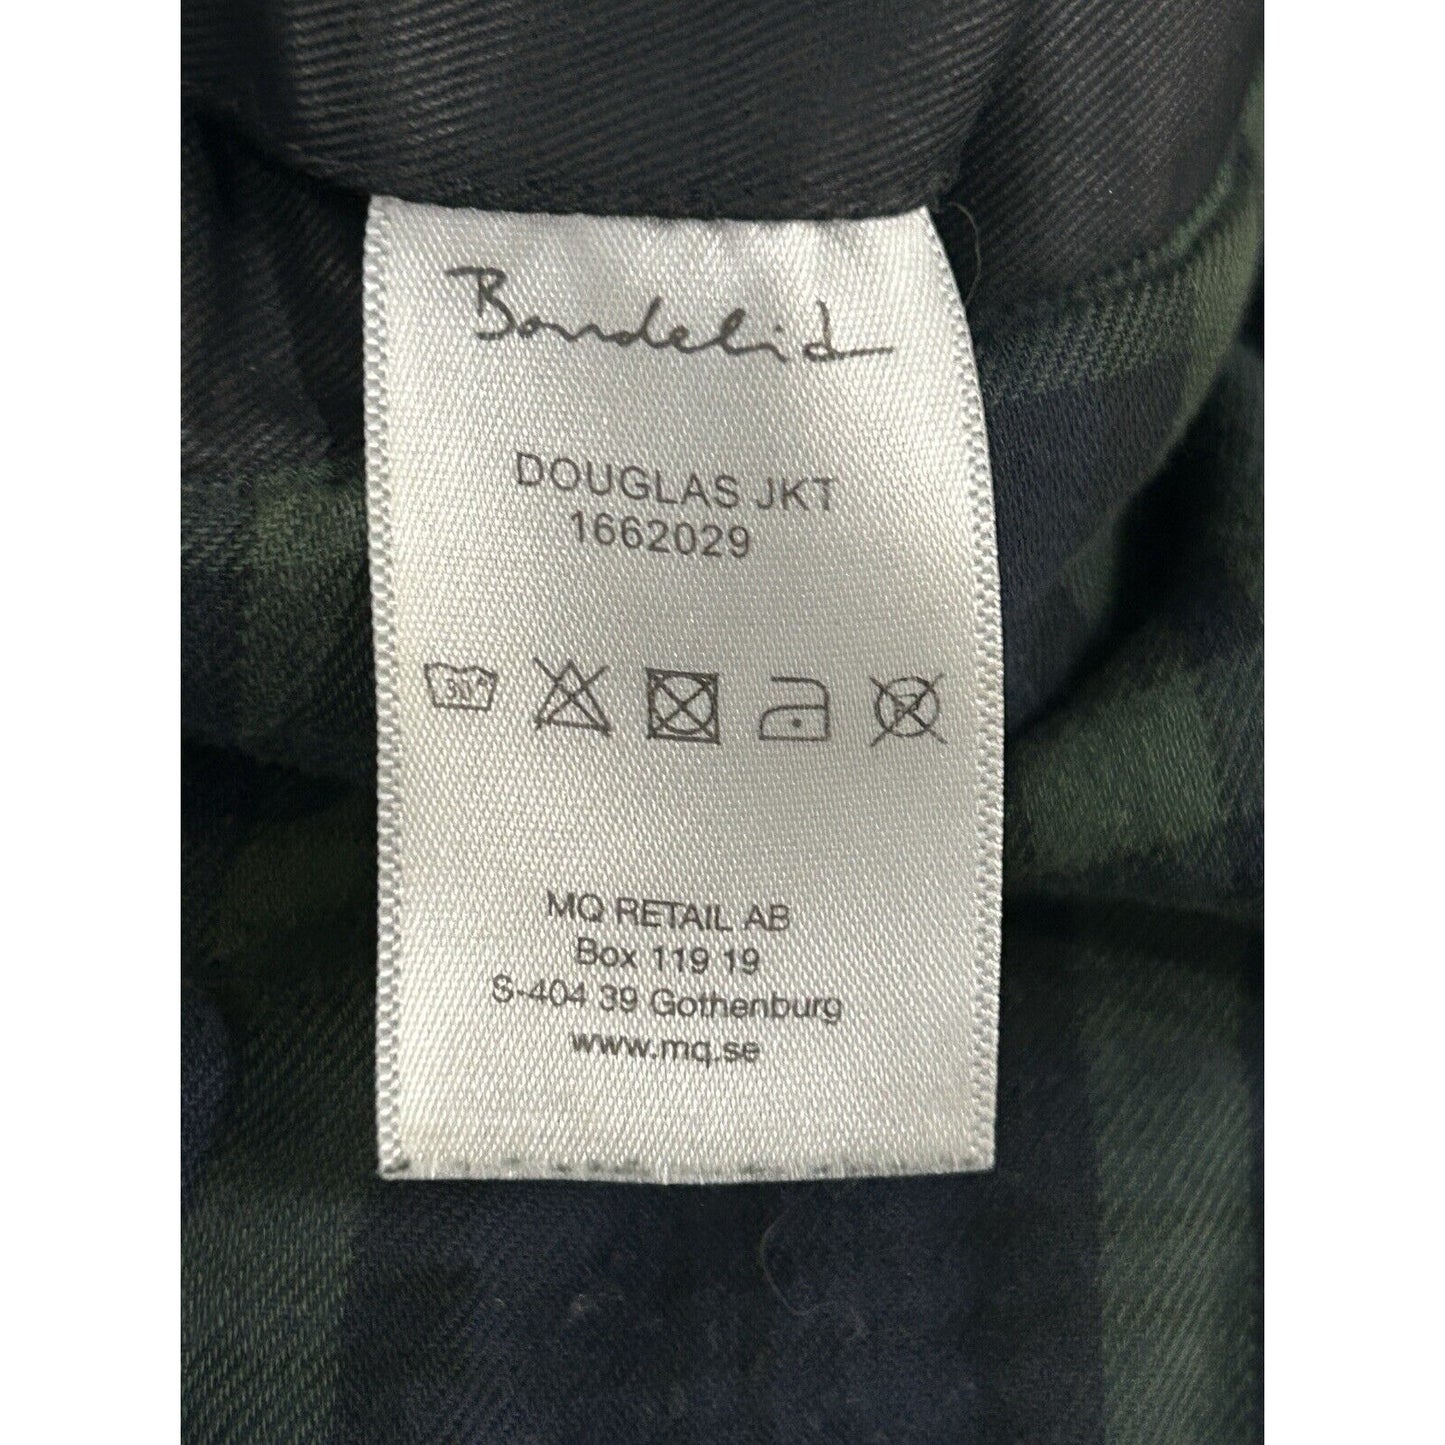 Bondelid
DOUGLAS JKT
1662029
30°
P
MQ RETAIL AB
Box 119 19
S-404 39 Gothenburg
www.mq.se